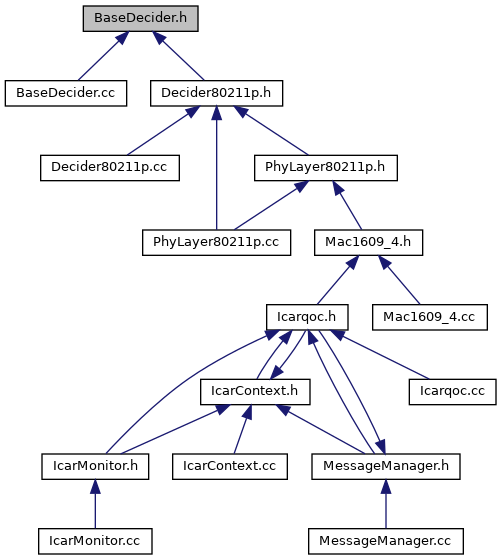 BaseDecider.h
BaseDecider.cc
Decider80211p.h
Decider80211p.cc
PhyLayer80211p.h
PhyLayer80211p.cc
Mac1609_4.h
Icarqoc.h
Mac1609_4.cc
IcarContext.h
Icarqoc.cc
IcarMonitor.h
IcarContext.cc
MessageManager.h
IcarMonitor.cc
MessageManager.cc